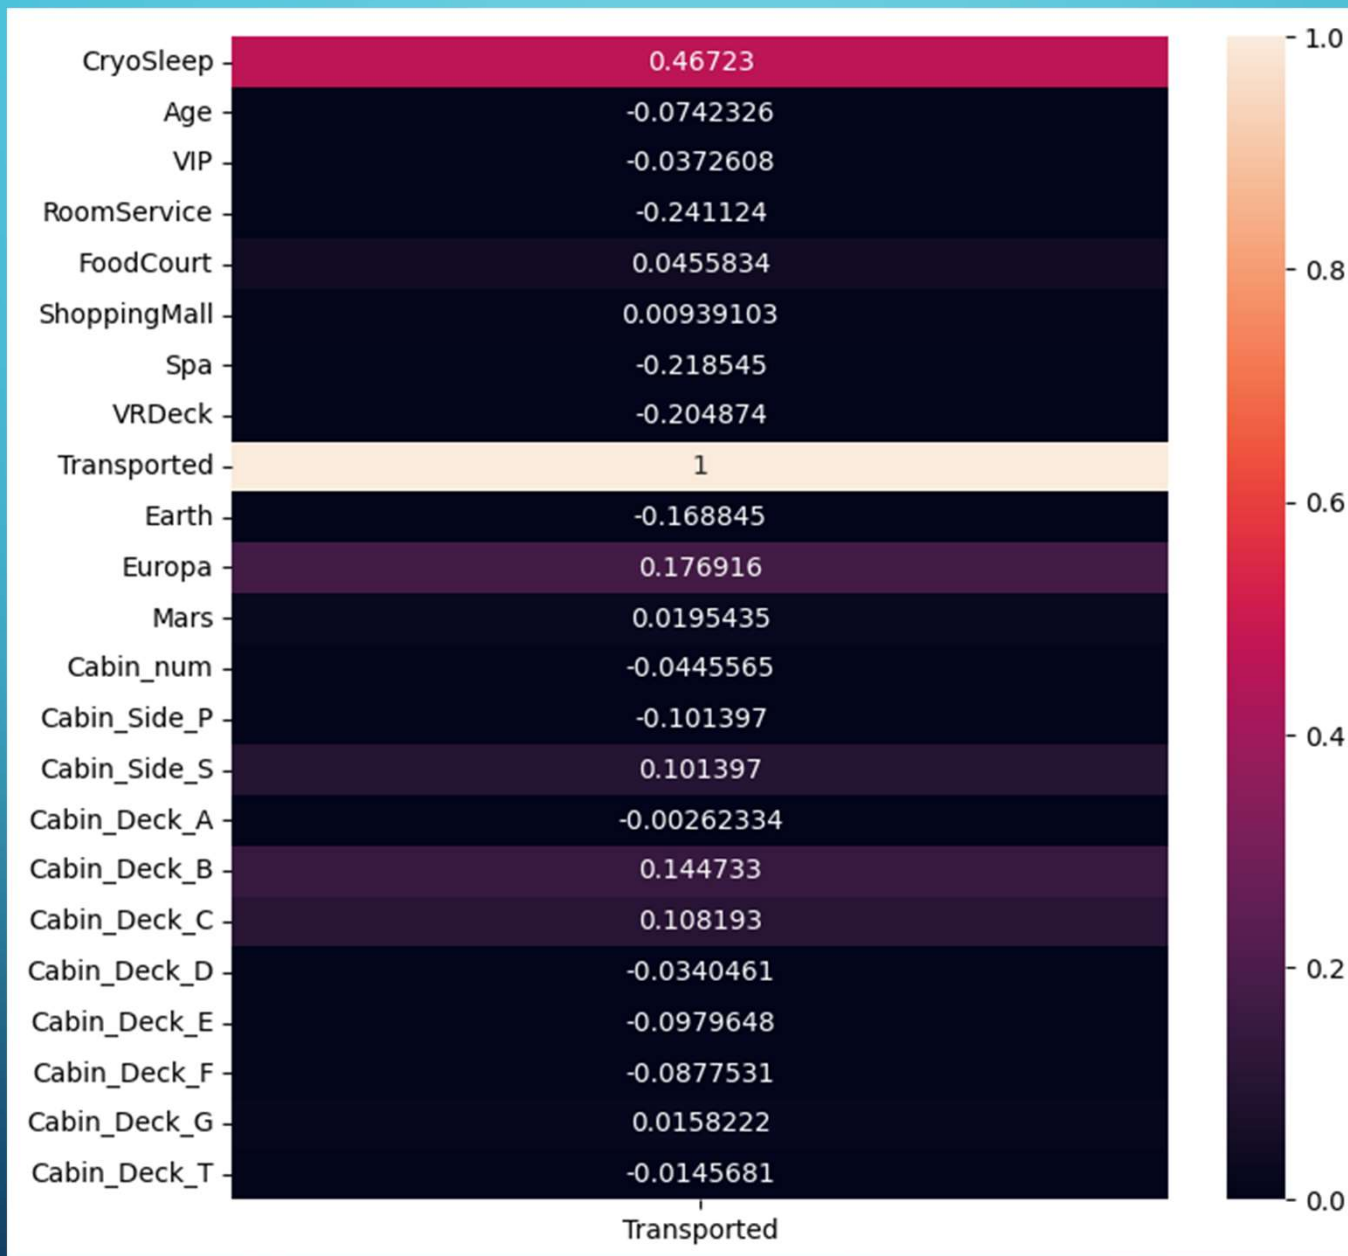 CryoSleep 0.46723 1.0
Age -0.0742326
VIP -0.0372608
RoomService -0.241124
FoodCourt 0.0455834 0.8
ShoppingMall 0.00939103
Spa -0.218545
VRDeck -0.204874
Transported 1
0.6
Earth -0.168845
Europa 0.176916
Mars 0.0195435
Cabin_num -0.0445565
Cabin_Side_P -0.101397 0.4
Cabin_Side_S 0.101397
Cabin_Deck_A -0.00262334
Cabin_Deck_B 0.144733
Cabin_Deck_C 0.108193
Cabin_Deck_D -0.0340461 0.2
Cabin_Deck_E -0.0979648
Cabin_Deck_F -0.0877531
Cabin_Deck_G 0.0158222
Cabin_Deck_T -0.0145681
0.0
Transported